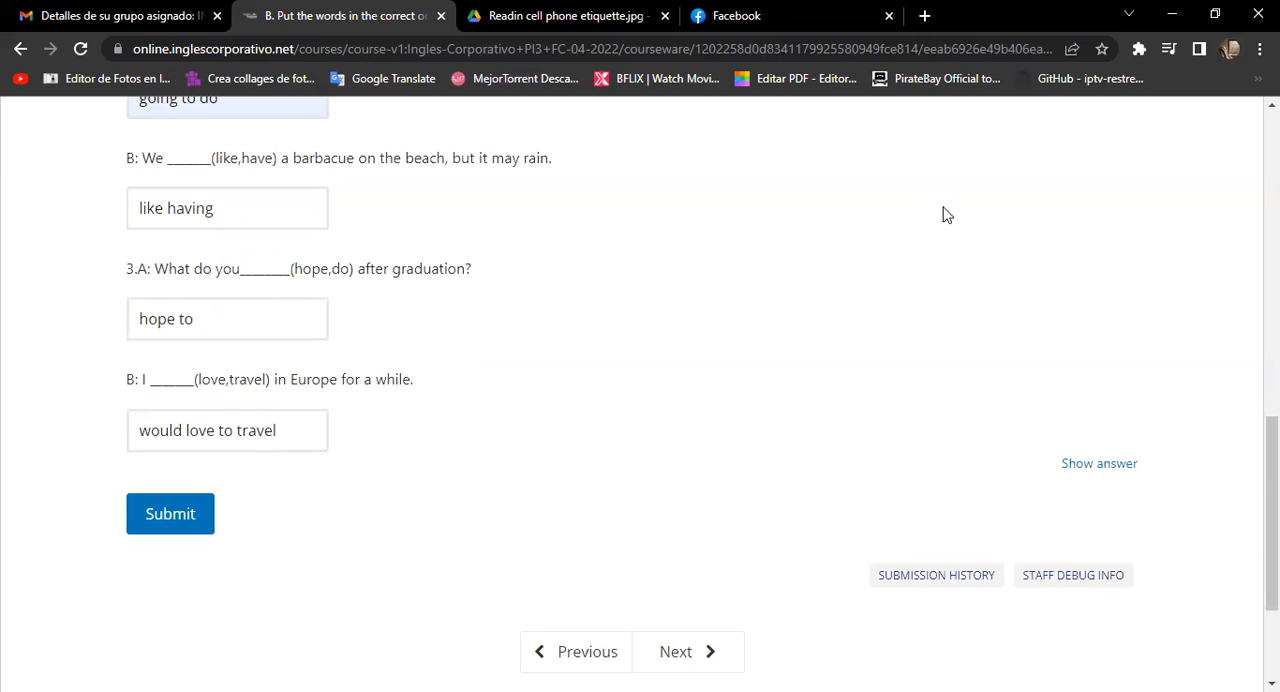 Detalles de su grupo asignado: I
B. Put the words in the correct o
Readin cell phone etiquette.jpg -
Facebook
online.inglescorporativo.net/courses/course-v1:Ingles-Corporativo+PI3+FC-04-2022/courseware/1202258d0d8341179925580949fce814/eeab6926e49b406ea...
Editor de Fotos en l...
Crea collages de fot...
Google Translate
MejorTorrent Desca...
BFLIX | Watch Movi...
Editar PDF - Editor...
PirateBay Official to...
GitHub - iptv-restre...
»
going to do
B: We ______(like,have) a barbacue on the beach, but it may rain.
like having
3.A: What do you_______(hope,do) after graduation?
hope to
B: I ______(love,travel) in Europe for a while.
would love to travel
Show answer
Submit
SUBMISSION HISTORY
STAFF DEBUG INFO
Previous
Next